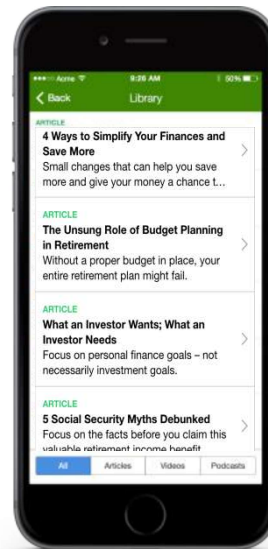 Acme 9:26 AM 50%
Back Library
ARTICLE
4 Ways to Simplify Your Finances and
Save More
Small changes that can help you save
more and give your money a chance t...
ARTICLE
The Unsung Role of Budget Planning
in Retirement
Without a proper budget in place, your
entire retirement plan might fail.
ARTICLE
What an Investor Wants; What an
Investor Needs
Focus on personal finance goals – not
necessarily investment goals.
ARTICLE
5 Social Security Myths Debunked
Focus on the facts before you claim this
valuable retirement income benefit
All Articles Videos Podcasts